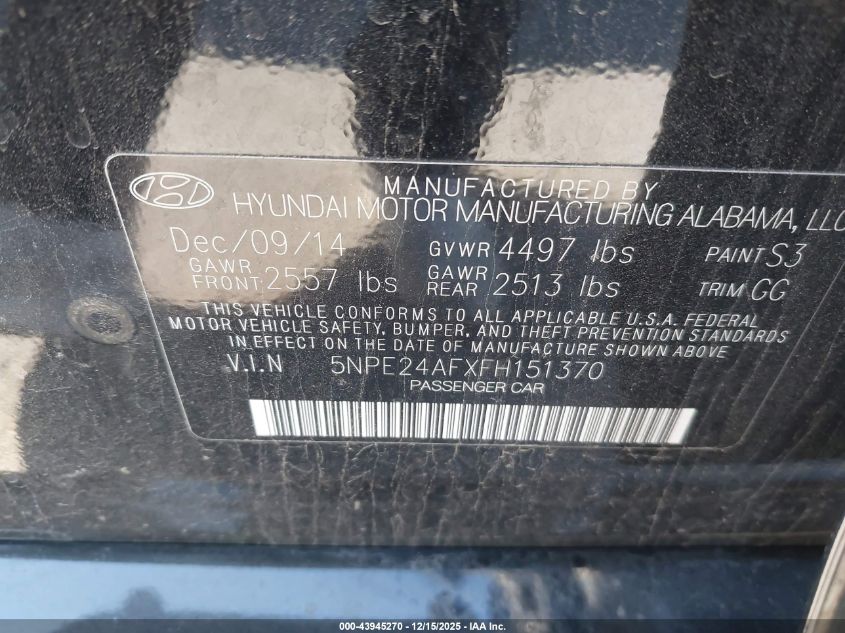 MANUFACTURED BY
HYUNDAI MOTOR MANUFACTURING ALABAMA, LLC
Dec/09/14 GVWR 4497 lbs PAINT S3
GAWR FRONT 2557 lbs GAWR REAR 2513 lbs TRIM GG
THIS VEHICLE CONFORMS TO ALL APPLICABLE U.S.A. FEDERAL
MOTOR VEHICLE SAFETY, BUMPER, AND THEFT PREVENTION STANDARDS
IN EFFECT ON THE DATE OF MANUFACTURE SHOWN ABOVE.
V.I.N 5NPE24AFXFH151370
PASSENGER CAR
000-43945270 - 12/15/2025 - IAA Inc.